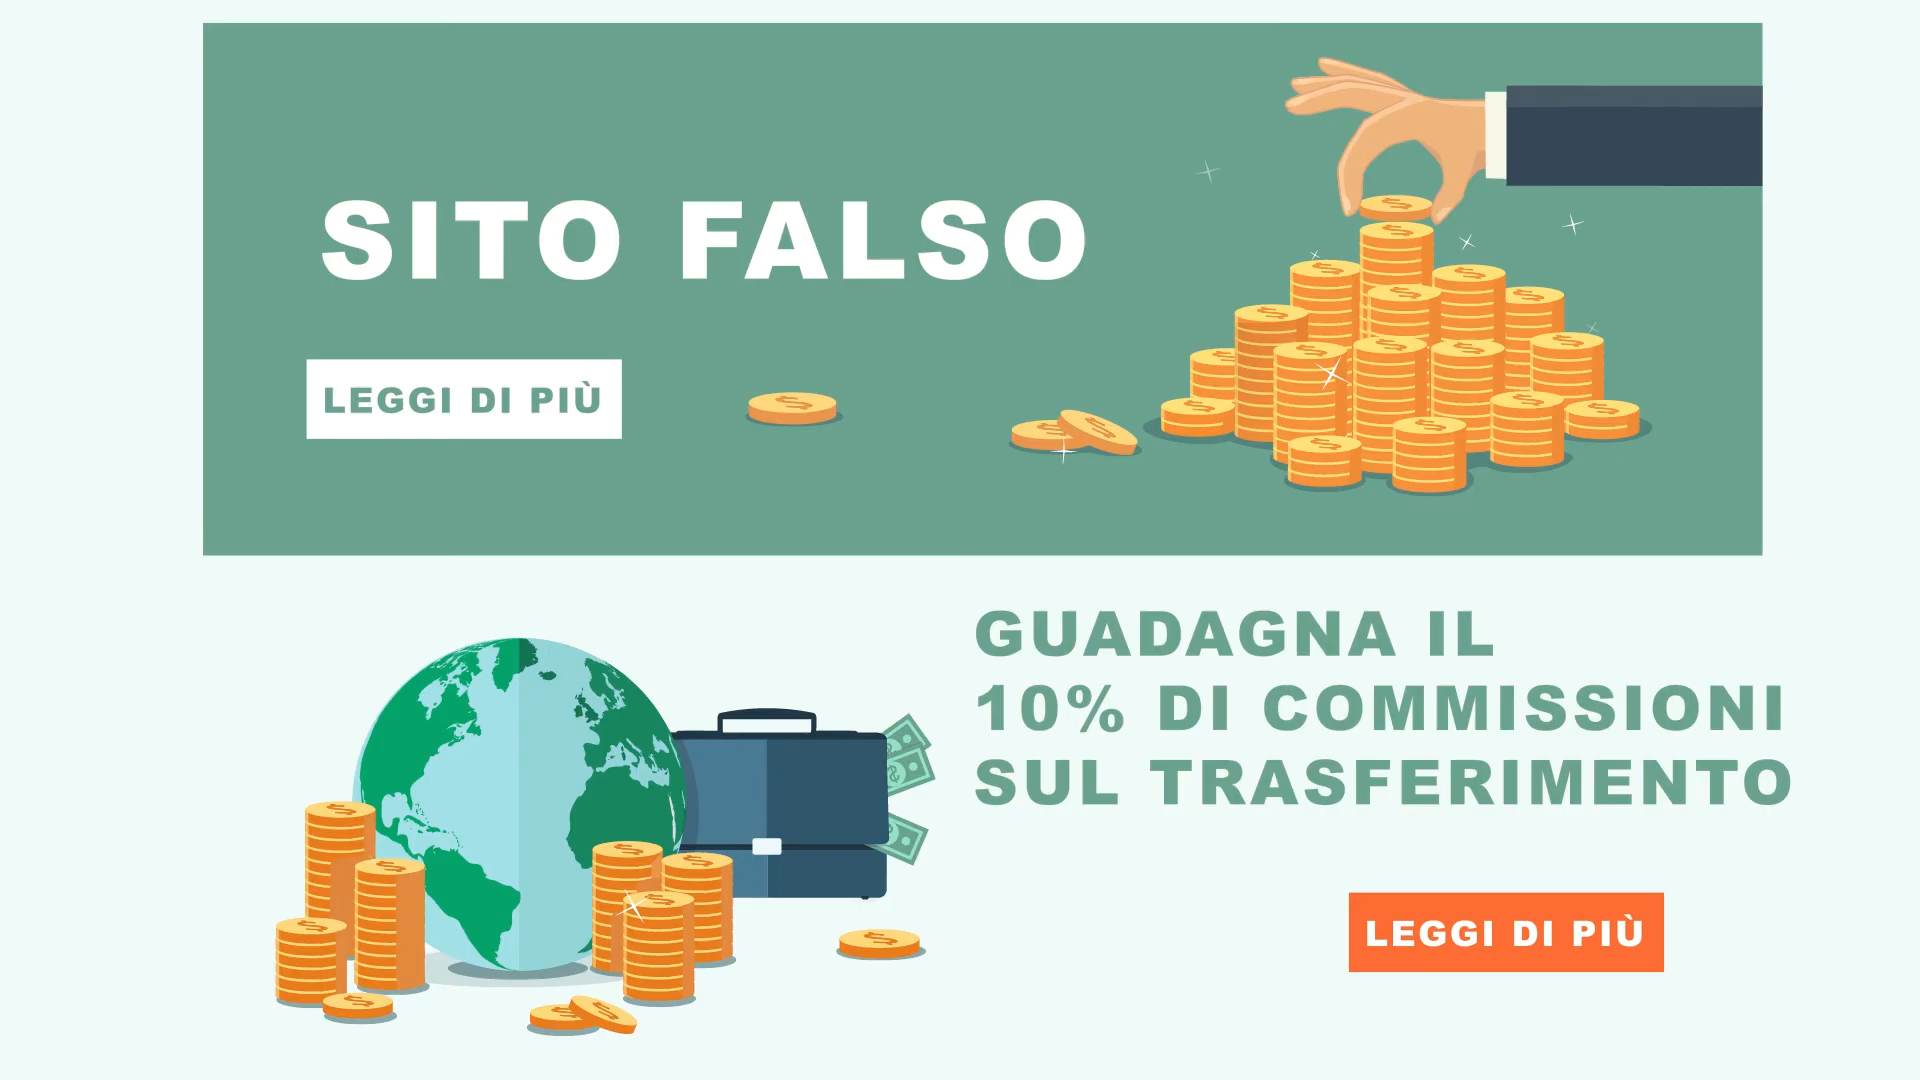 SITO FALSO
LEGGI DI PIÙ
GUADAGNA IL
10% DI COMMISSIONI
SUL TRASFERIMENTO
LEGGI DI PIÙ